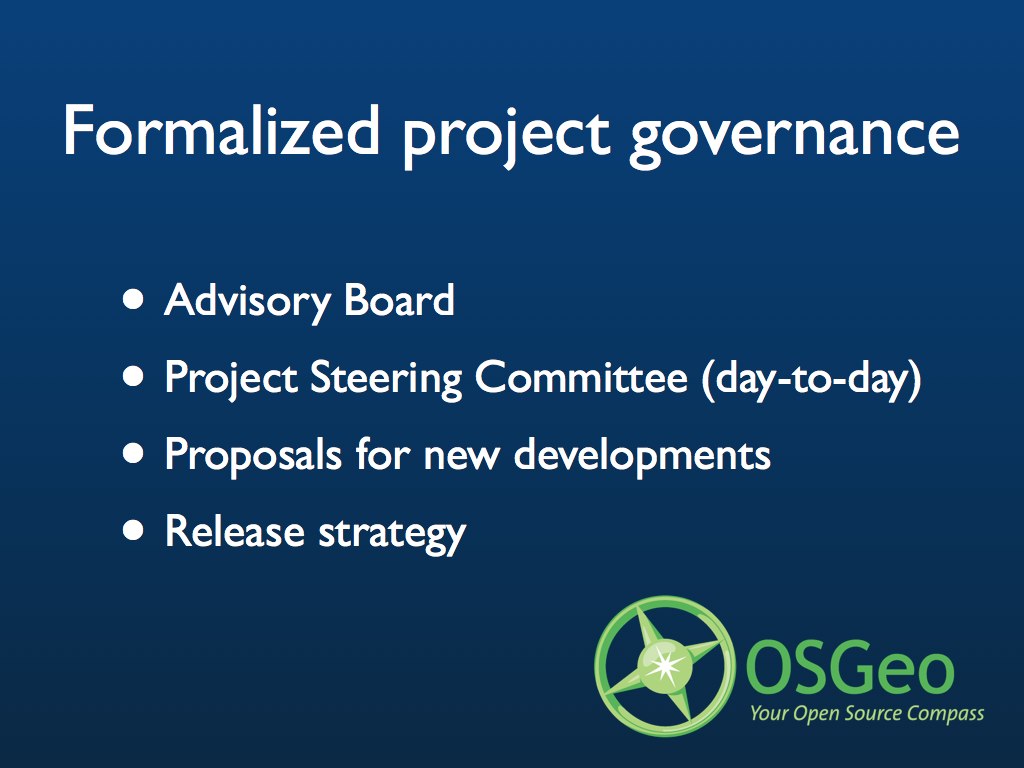 Formalized project governance
• Advisory Board
• Project Steering Committee (day-to-day)
• Proposals for new developments
• Release strategy
OSGeo
Your Open Source Compass